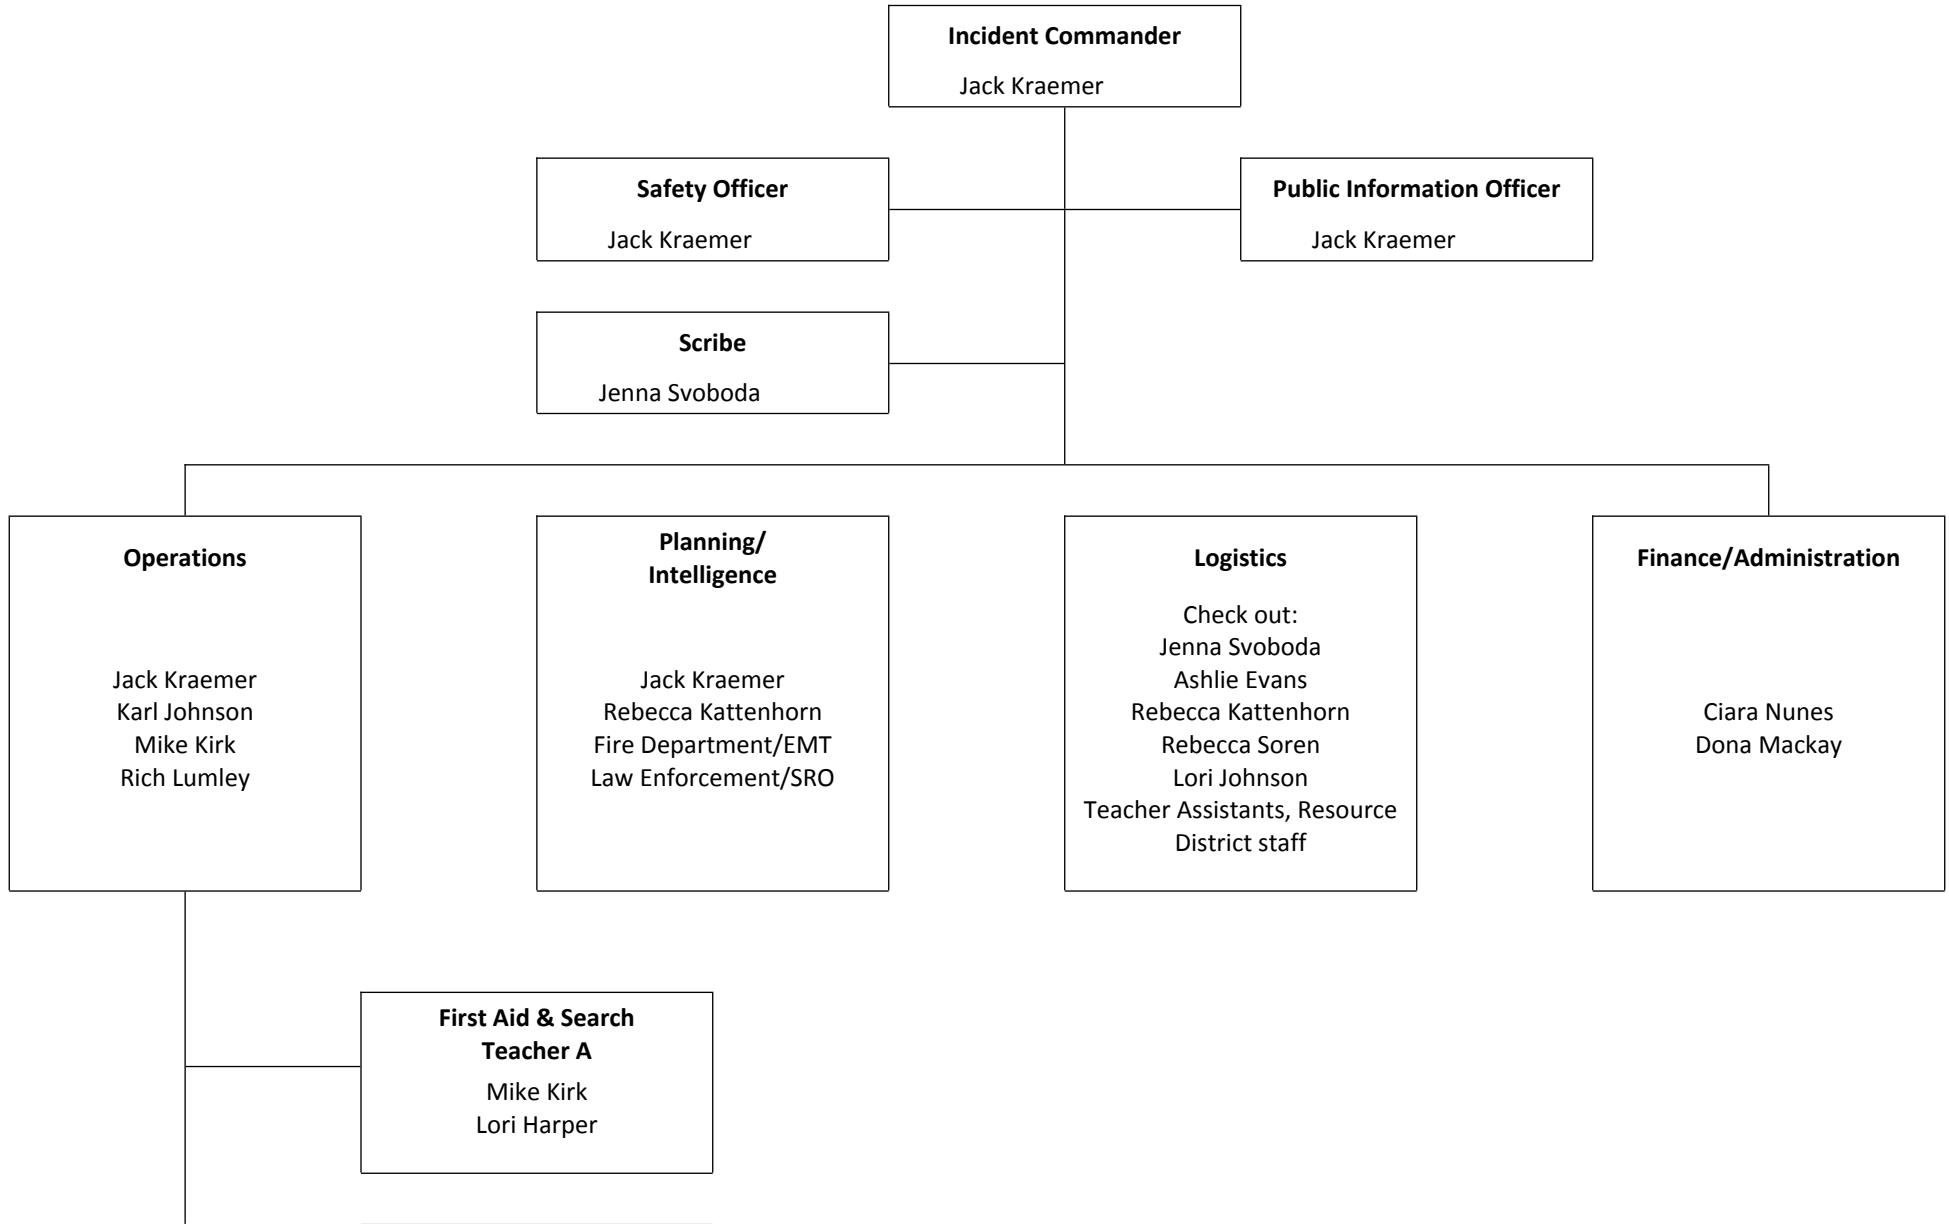 Incident Commander
Jack Kraemer
Safety Officer
Jack Kraemer
Public Information Officer
Jack Kraemer
Scribe
Jenna Svoboda
Operations
Jack Kraemer
Karl Johnson
Mike Kirk
Rich Lumley
Planning/
Intelligence
Jack Kraemer
Rebecca Kattenhorn
Fire Department/EMT
Law Enforcement/SRO
Logistics
Check out:
Jenna Svoboda
Ashlie Evans
Rebecca Kattenhorn
Rebecca Soren
Lori Johnson
Teacher Assistants, Resource
District staff
Finance/Administration
Ciara Nunes
Dona Mackay
First Aid & Search
Teacher A
Mike Kirk
Lori Harper